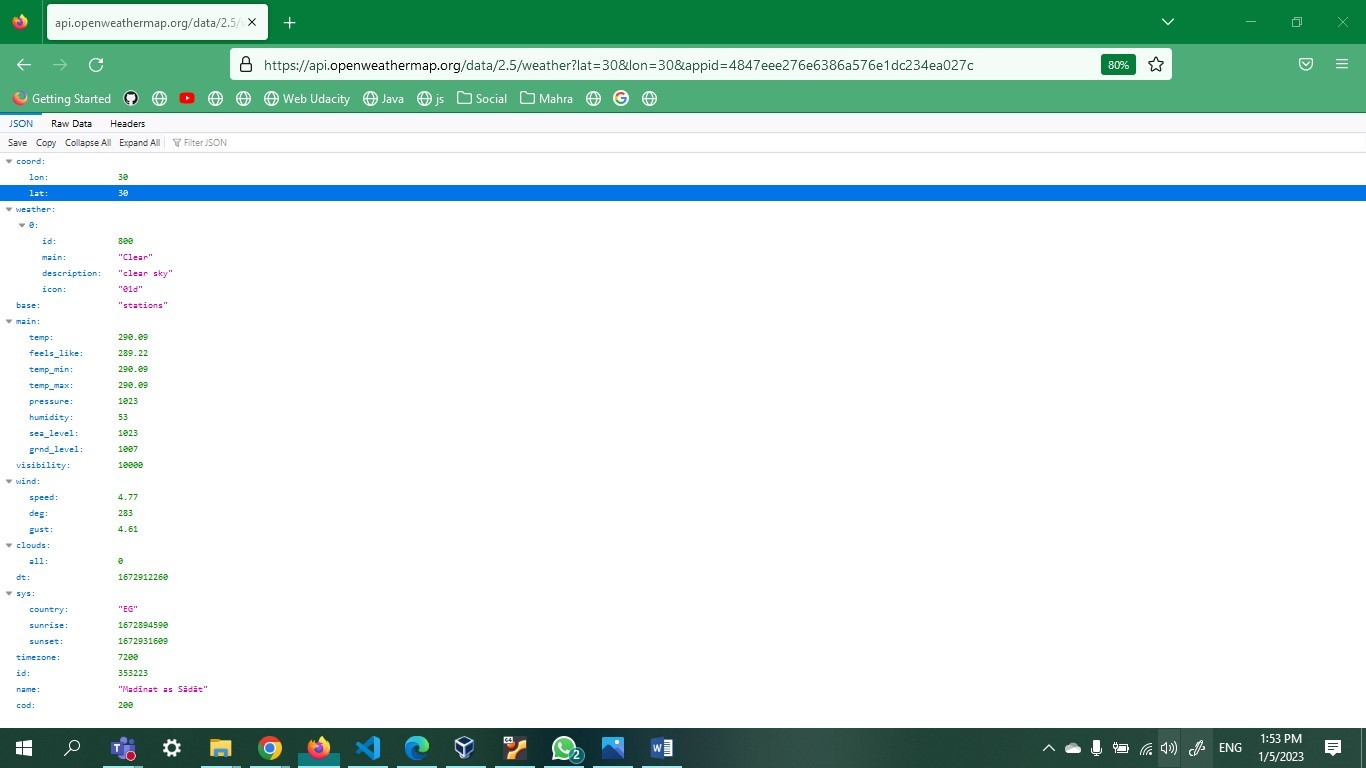 api.openweathermap.org/data/2.5/
https://api.openweathermap.org/data/2.5/weather?lat=30&lon=30&appid=4847eee276e6386a576e1dc234ea027c 80%
Getting Started Web Udacity Java js Social Mahra
JSON Raw Data Headers
Save Copy Collapse All Expand All Filter JSON
coord:
lon: 30
lat: 30
weather:
0:
id: 800
main: "Clear"
description: "clear sky"
icon: "01d"
base: "stations"
main:
temp: 290.09
feels_like: 289.22
temp_min: 290.09
temp_max: 290.09
pressure: 1023
humidity: 53
sea_level: 1023
grnd_level: 1007
visibility: 10000
wind:
speed: 4.77
deg: 283
gust: 4.61
clouds:
all: 0
dt: 1672912260
sys:
country: "EG"
sunrise: 1672894590
sunset: 1672931609
timezone: 7200
id: 353223
name: "Madīnat as Sādāt"
cod: 200
2 ENG 1:53 PM
1/5/2023